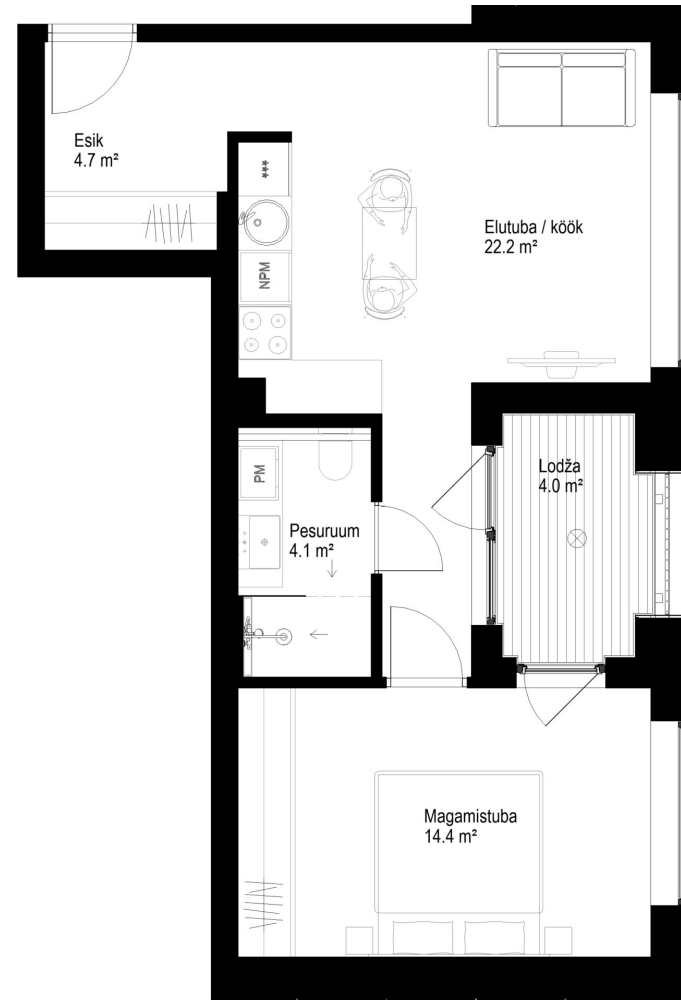 Esik
4.7 m²
***
Elutuba / köök
22.2 m²
NPM
Lodža
4.0 m²
PM
Pesuruum
4.1 m²
Magamistuba
14.4 m²